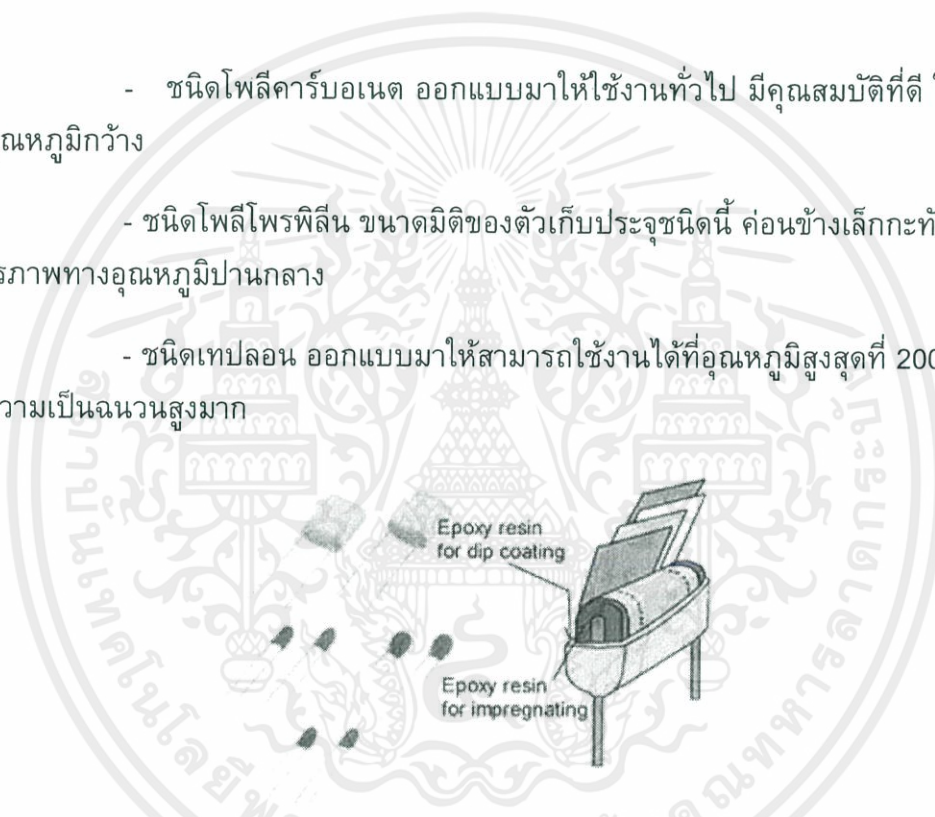 - ชนิดโพลีคาร์บอเนต ออกแบบมาให้ใช้งานทั่วไป มีคุณสมบัติที่ดี
ณหภูมิกว้าง
- ชนิดโพลีโพรพิลีน ขนาดมิติของตัวเก็บประจุชนิดนี้ ค่อนข้างเล็กกะทั
รภาพทางอุณหภูมิปานกลาง
- ชนิดเทปลอน ออกแบบมาให้สามารถใช้งานได้ที่อุณหภูมิสูงสุดที่ 200
วามเป็นฉนวนสูงมาก
Epoxy resin
for dip coating
Epoxy resin
for impregnating